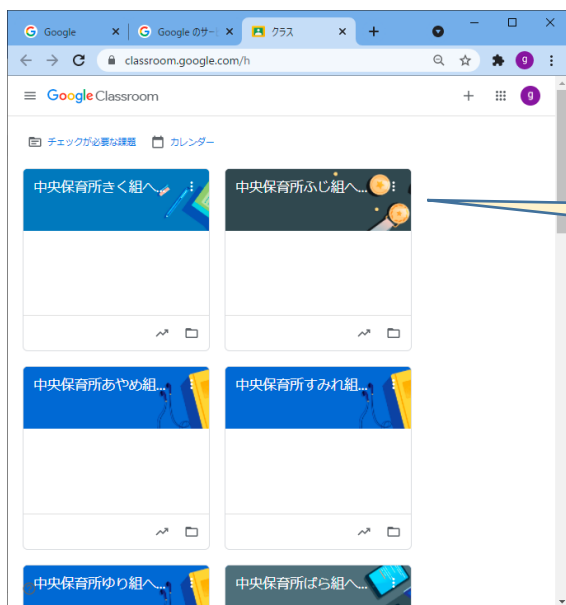 Google
Google のサー
クラス
classroom.google.com/h
g
Google Classroom
g
チェックが必要な課題
カレンダー
中央保育所きく組へ...
中央保育所ふじ組へ...
中央保育所あやめ組...
中央保育所すみれ組...
中央保育所ゆり組へ...
中央保育所ばら組へ...